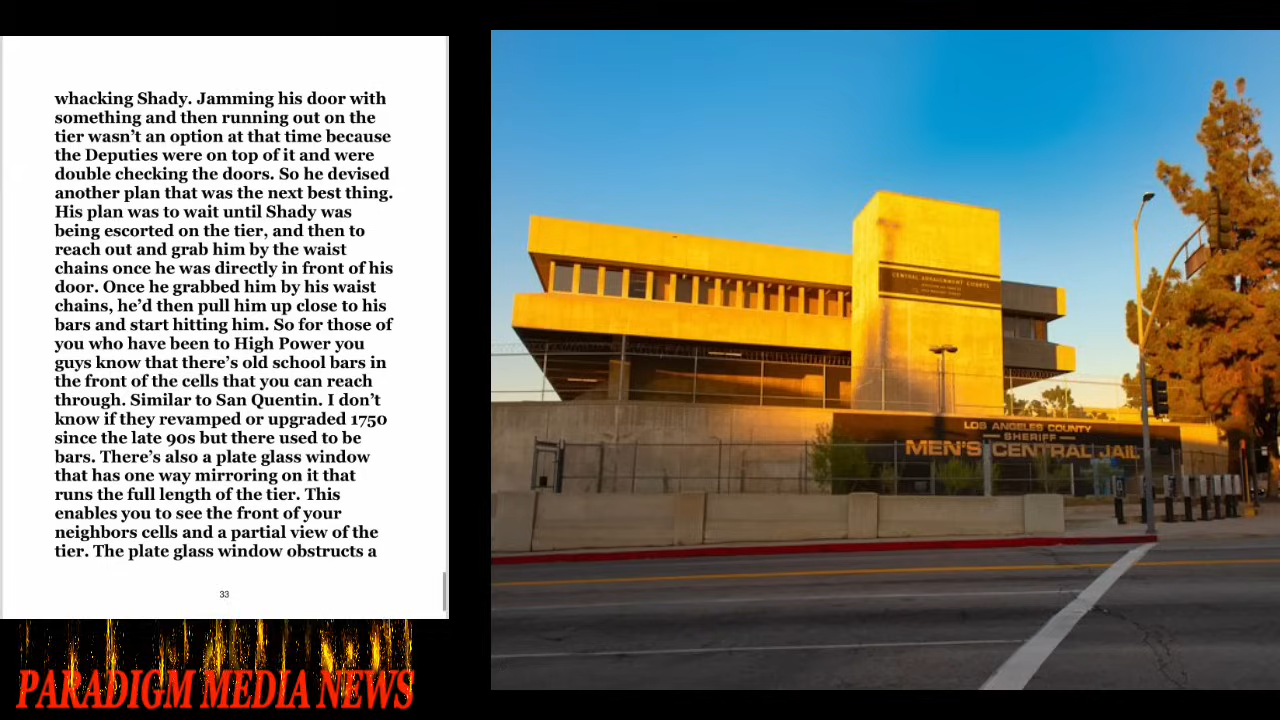 whacking Shady. Jamming his door with
something and then running out on the
tier wasn't an option at that time because
the Deputies were on top of it and were
double checking the doors. So he devised
another plan that was the next best thing.
His plan was to wait until Shady was
being escorted on the tier, and then to
reach out and grab him by the waist
chains once he was directly in front of his
door. Once he grabbed him by his waist
chains, he'd then pull him up close to his
bars and start hitting him. So for those of
you who have been to High Power you
guys know that there's old school bars in
the front of the cells that you can reach
through. Similar to San Quentin. I don't
know if they revamped or upgraded 1750
since the late 90s but there used to be
bars. There's also a plate glass window
that has one way mirroring on it that
runs the full length of the tier. This
enables you to see the front of your
neighbors cells and a partial view of the
tier. The plate glass window obstructs a
33
PARADIGM MEDIA NEWS
CENTRAL ARRAIGNMENT COURTS
LOS ANGELES COUNTY
SHERIFF
MEN'S CENTRAL JAIL